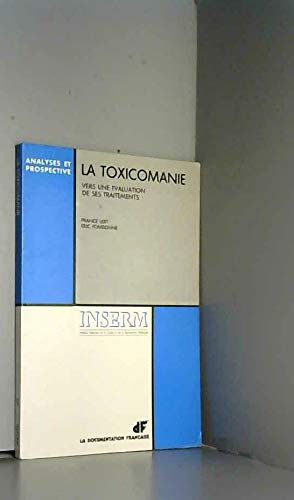 ANALYSES ET
PROSPECTIVE
LA TOXICOMANIE
VERS UNE ÉVALUATION
DE SES TRAITEMENTS
FRANCE LERT
ERIC FOMBONNE
INSERM
dF
LA DOCUMENTATION FRANÇAISE